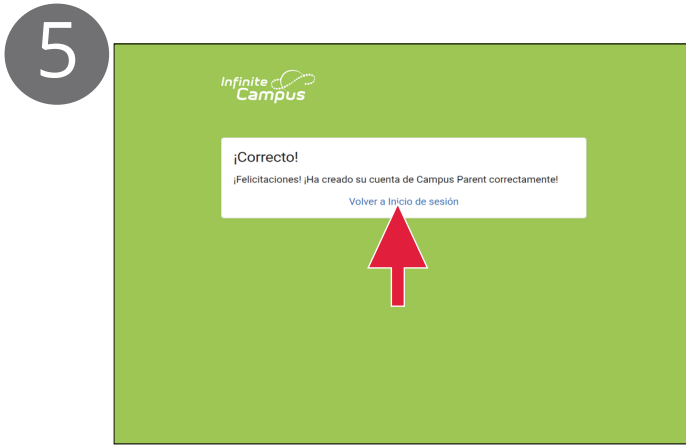 5
Infinite
Campus
¡Correcto!
¡Felicitaciones! ¡Ha creado su cuenta de Campus Parent correctamente!
Volver a Inicio de sesión